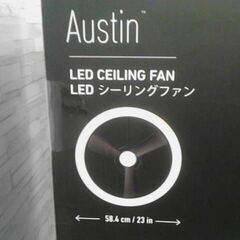 Austin™
LED CEILING FAN
LED シーリングファン
58.4 cm / 23 in